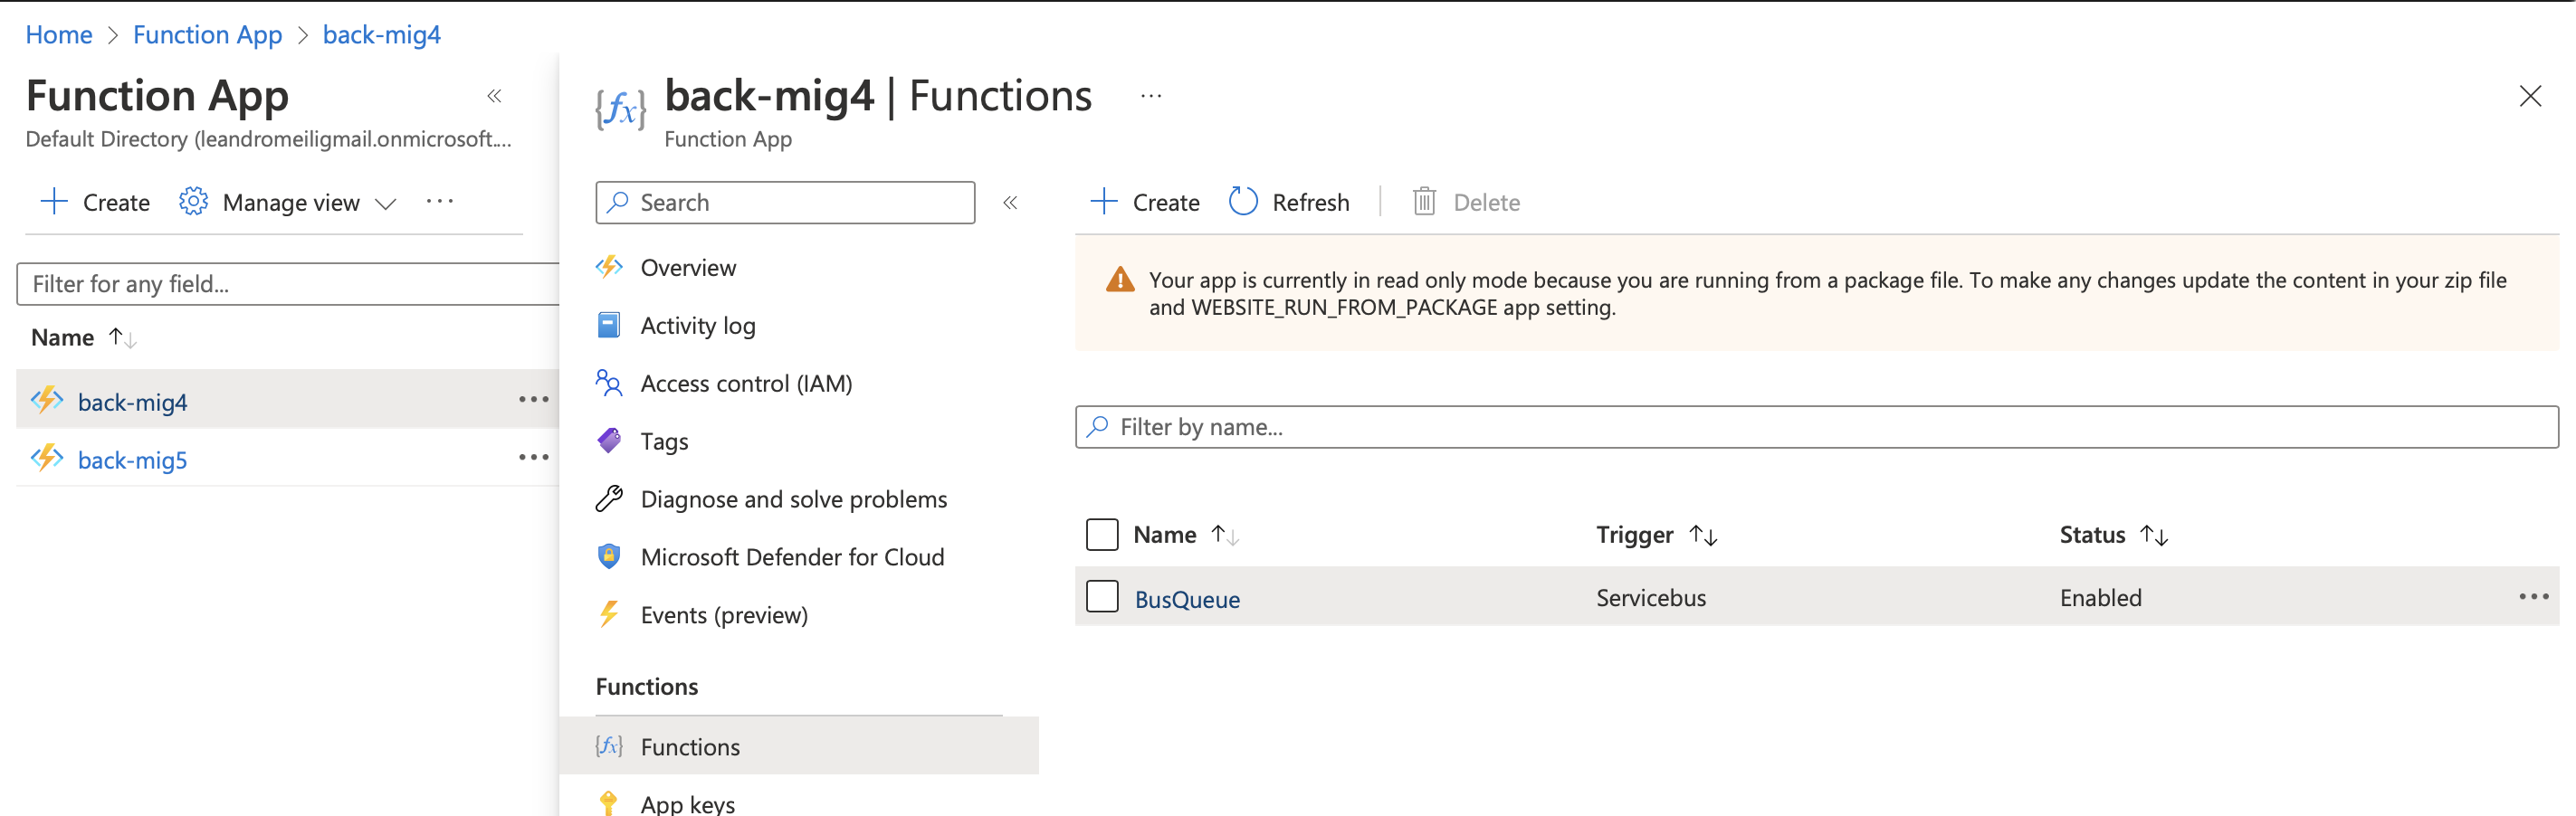 Home > Function App > back-mig4
Function App «
Default Directory (leandromeiligmail.onmicrosoft....
Create Manage view ...
Filter for any field...
Name ↑↓
back-mig4 ...
back-mig5 ...
{fx} back-mig4 | Functions ...
Function App
Search «
Overview
Activity log
Access control (IAM)
Tags
Diagnose and solve problems
Microsoft Defender for Cloud
Events (preview)
Functions
{fx} Functions
App keys
Create Refresh | Delete
Your app is currently in read only mode because you are running from a package file. To make any changes update the content in your zip file
and WEBSITE_RUN_FROM_PACKAGE app setting.
Filter by name...
Name ↑↓ Trigger ↑↓ Status ↑↓
BusQueue Servicebus Enabled ...